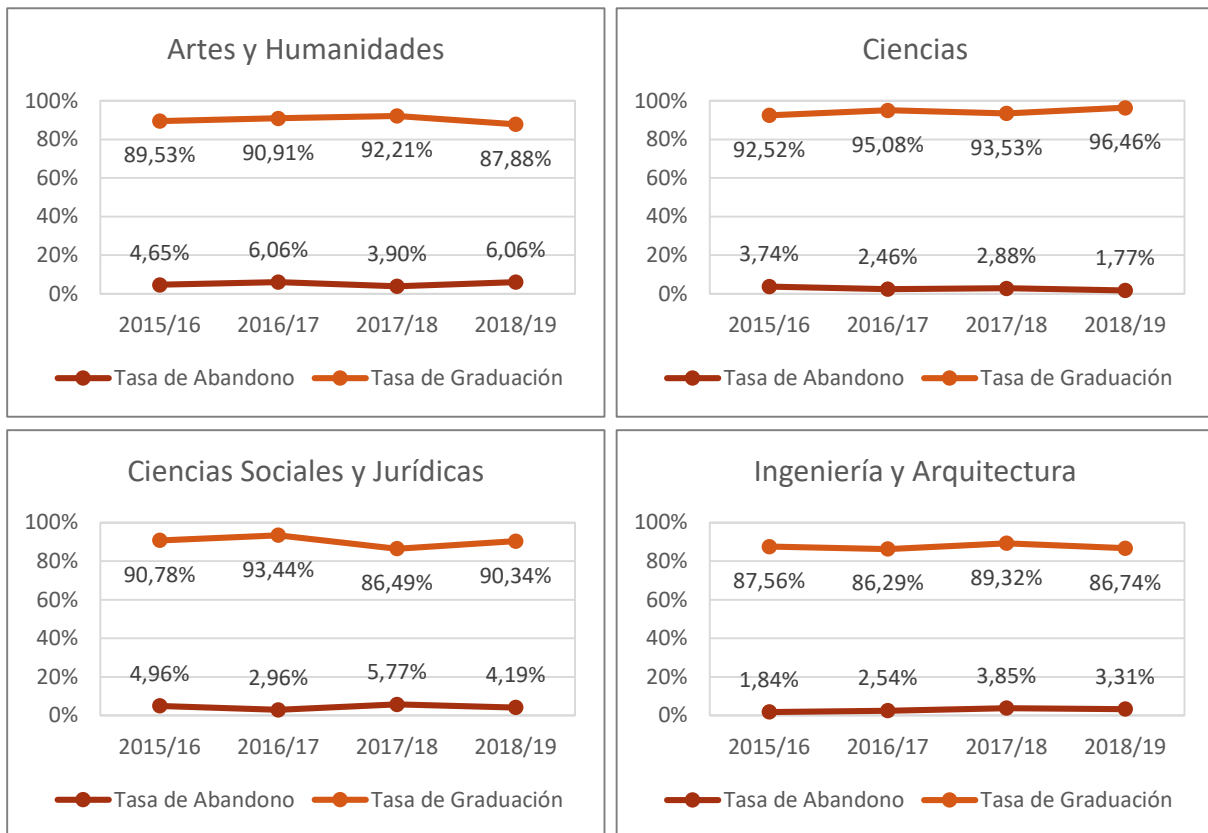 Artes y Humanidades
100%
80%
60%
40%
20%
0%
89,53% 90,91% 92,21% 87,88%
4,65% 6,06% 3,90% 6,06%
2015/16 2016/17 2017/18 2018/19
Tasa de Abandono Tasa de Graduación
Ciencias
100%
80%
60%
40%
20%
0%
92,52% 95,08% 93,53% 96,46%
3,74% 2,46% 2,88% 1,77%
2015/16 2016/17 2017/18 2018/19
Tasa de Abandono Tasa de Graduación
Ciencias Sociales y Jurídicas
100%
80%
60%
40%
20%
0%
90,78% 93,44% 86,49% 90,34%
4,96% 2,96% 5,77% 4,19%
2015/16 2016/17 2017/18 2018/19
Tasa de Abandono Tasa de Graduación
Ingeniería y Arquitectura
100%
80%
60%
40%
20%
0%
87,56% 86,29% 89,32% 86,74%
1,84% 2,54% 3,85% 3,31%
2015/16 2016/17 2017/18 2018/19
Tasa de Abandono Tasa de Graduación